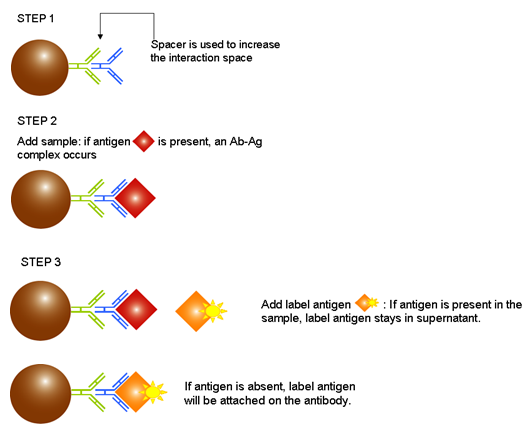 STEP 1
Spacer is used to increase
the interaction space
STEP 2
Add sample: if antigen is present, an Ab-Ag
complex occurs
STEP 3
Add label antigen : If antigen is present in the
sample, label antigen stays in supernatant.
If antigen is absent, label antigen
will be attached on the antibody.